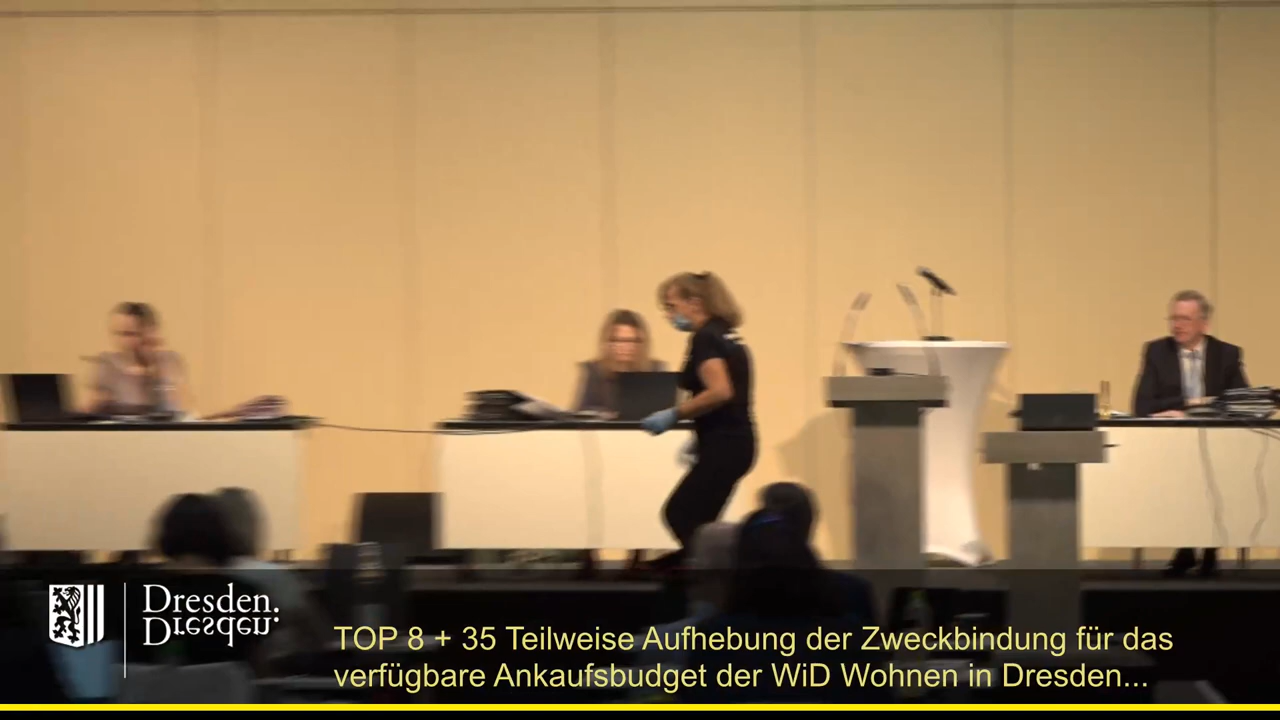 Dresden.
Dresden.
TOP 8 + 35 Teilweise Aufhebung der Zweckbindung für das
verfügbare Ankaufsbudget der WiD Wohnen in Dresden...